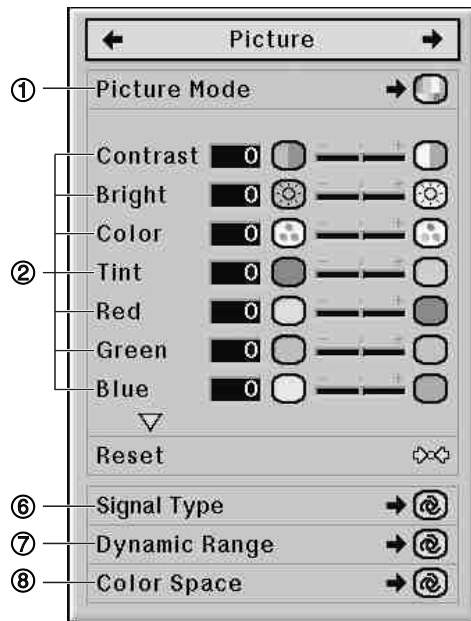 Picture
① Picture Mode
Contrast 0 - +
Bright 0 - +
Color 0 - +
② Tint 0 - +
Red 0 - +
Green 0 - +
Blue 0 - +
Reset
⑥ Signal Type
⑦ Dynamic Range
⑧ Color Space